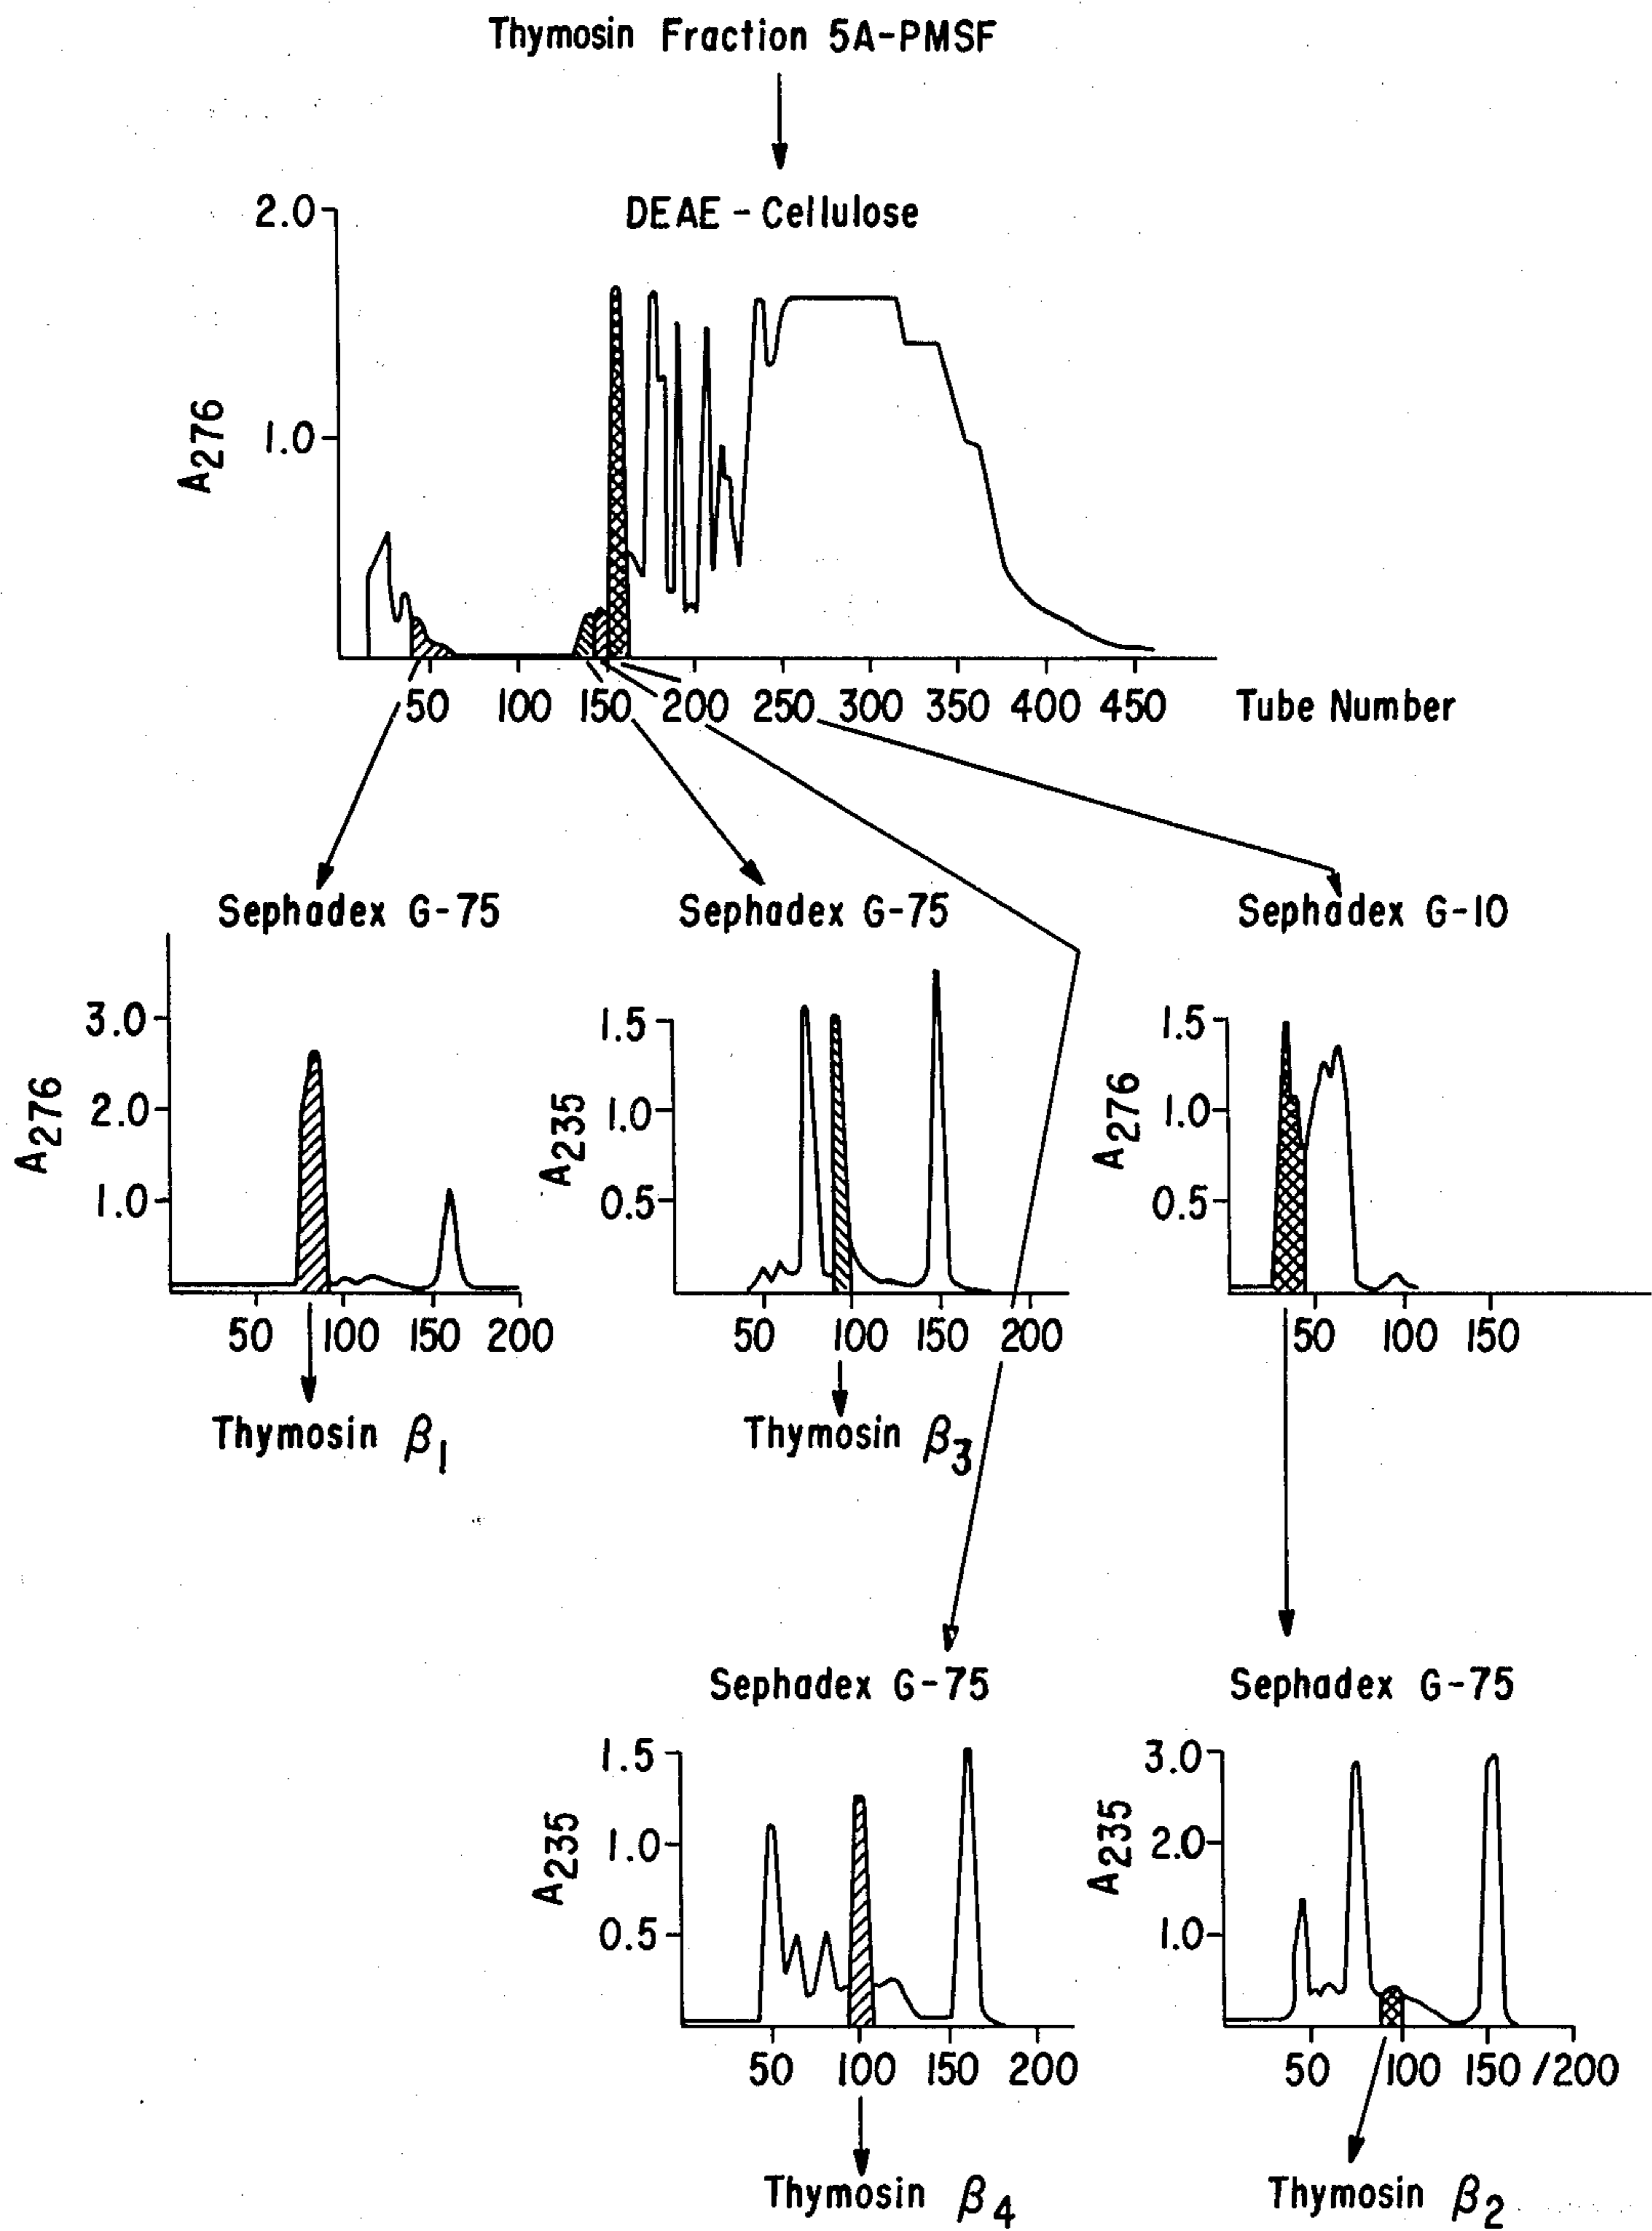 Thymosin Fraction 5A-PMSF
DEAE - Cellulose
2.0
1.0
A276
50 100 150 200 250 300 350 400 450 Tube Number
Sephadex G-75 Sephadex G-75 Sephadex G-10
3.0
2.0
1.0
A276
50 100 150 200
Thymosin β1
1.5
1.0
0.5
A235
50 100 150 200
Thymosin β3
1.5
1.0
0.5
A276
50 100 150
Sephadex G-75 Sephadex G-75
1.5
1.0
0.5
A235
50 100 150 200
Thymosin β4
3.0
2.0
1.0
A235
50 100 150 /200
Thymosin β2